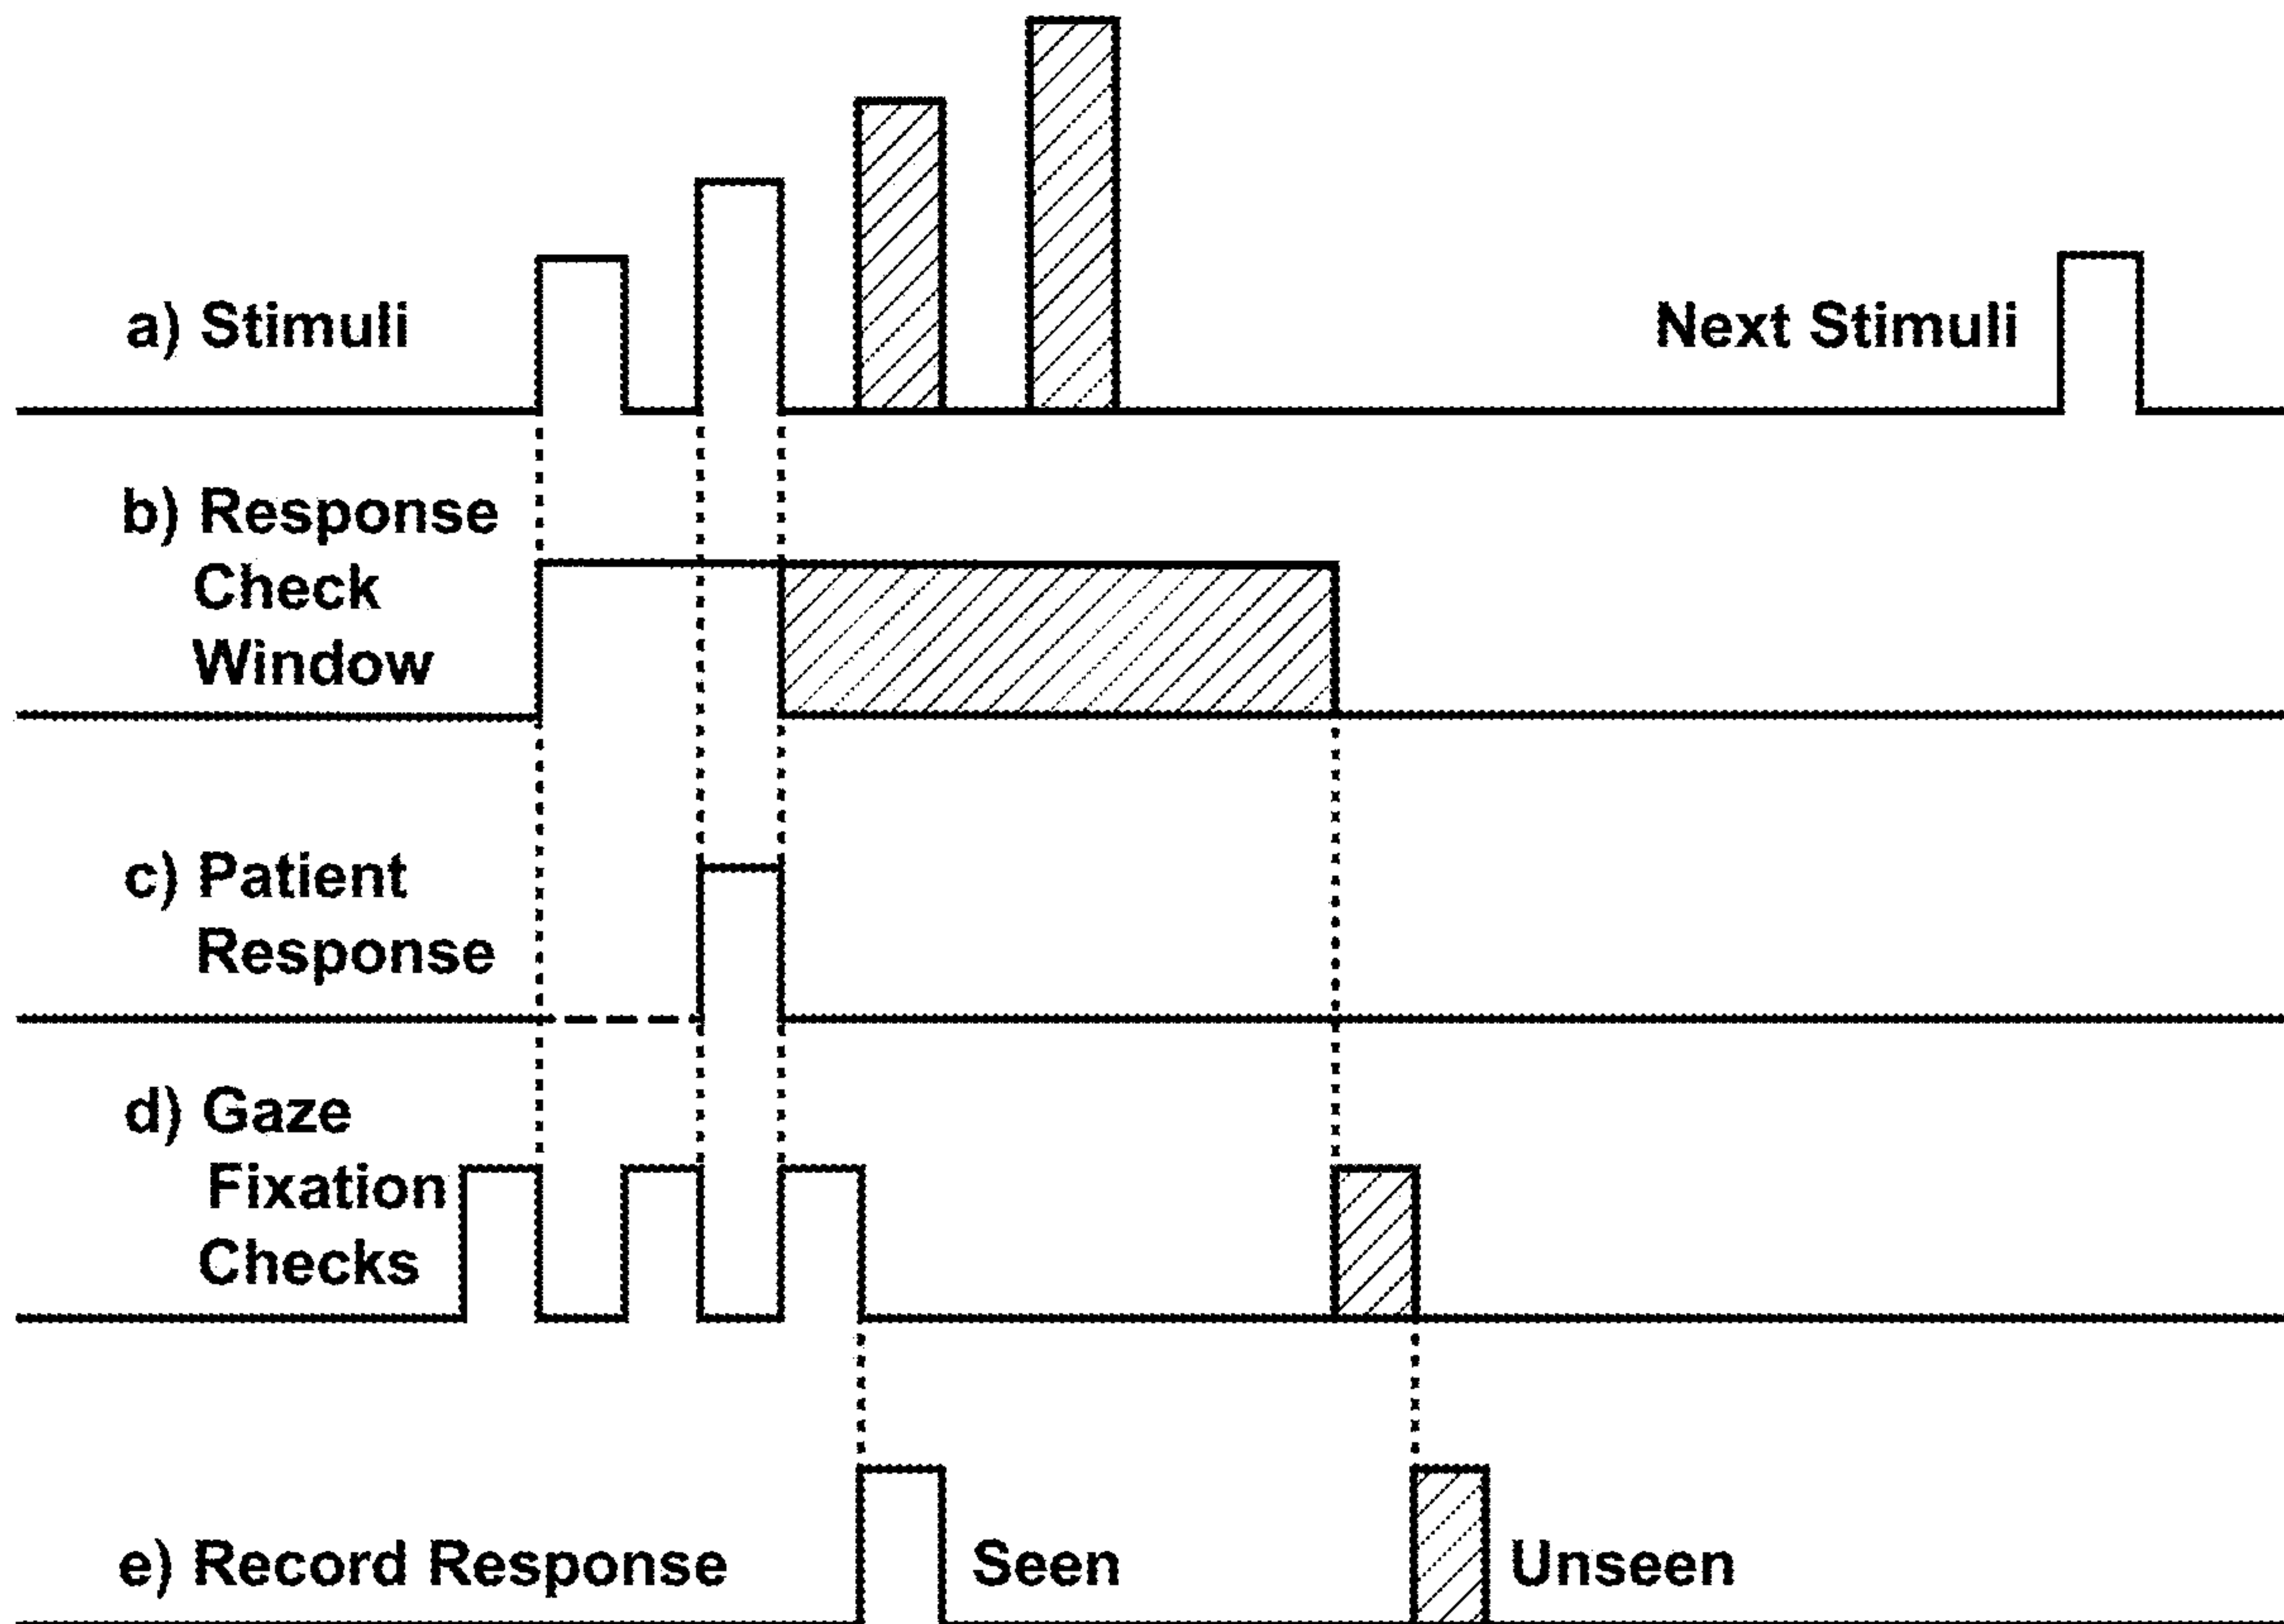 a) Stimuli
Next Stimuli
b) Response
Check
Window
c) Patient
Response
d) Gaze
Fixation
Checks
e) Record Response
Seen
Unseen